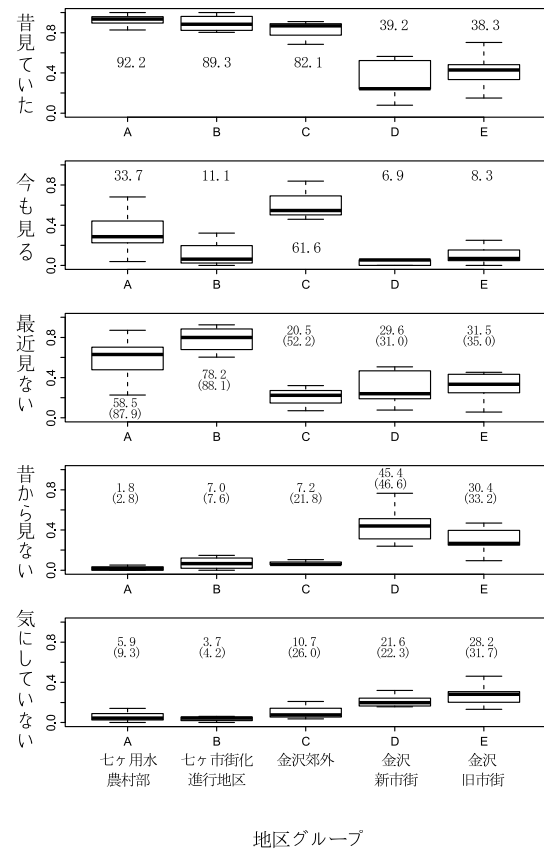 昔見ていた
0.0 0.4 0.8
92.2 89.3 82.1 39.2 38.3
A B C D E
今も見る
0.0 0.4 0.8
33.7 11.1 61.6 6.9 8.3
A B C D E
最近見ない
0.0 0.4 0.8
58.5 78.2 20.5 29.6 31.5
(87.9) (88.1) (52.2) (31.0) (35.0)
A B C D E
昔から見ない
0.0 0.4 0.8
1.8 7.0 7.2 45.4 30.4
(2.8) (7.6) (21.8) (46.6) (33.2)
A B C D E
気にしていない
0.0 0.4 0.8
5.9 3.7 10.7 21.6 28.2
(9.3) (4.2) (26.0) (22.3) (31.7)
A B C D E
七ヶ用水 七ヶ市街化 金沢郊外 金沢 金沢
農村部 進行地区 新市街 旧市街
地区グループ